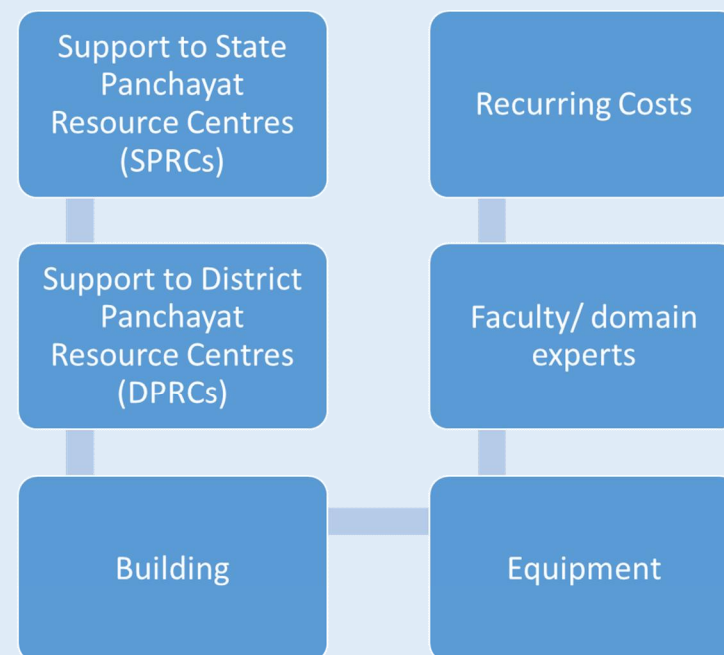 Support to State
Panchayat
Resource Centres
(SPRCs)
Support to District
Panchayat
Resource Centres
(DPRCs)
Building
Equipment
Faculty/ domain
experts
Recurring Costs